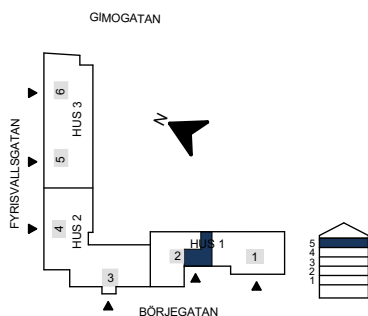 GIMOGATAN
N
FYRISVALLSGATAN
6
HUS 3
5
4
HUS 2
3
2
HUS 1
1
BÖRJEGATAN
5
4
3
2
1